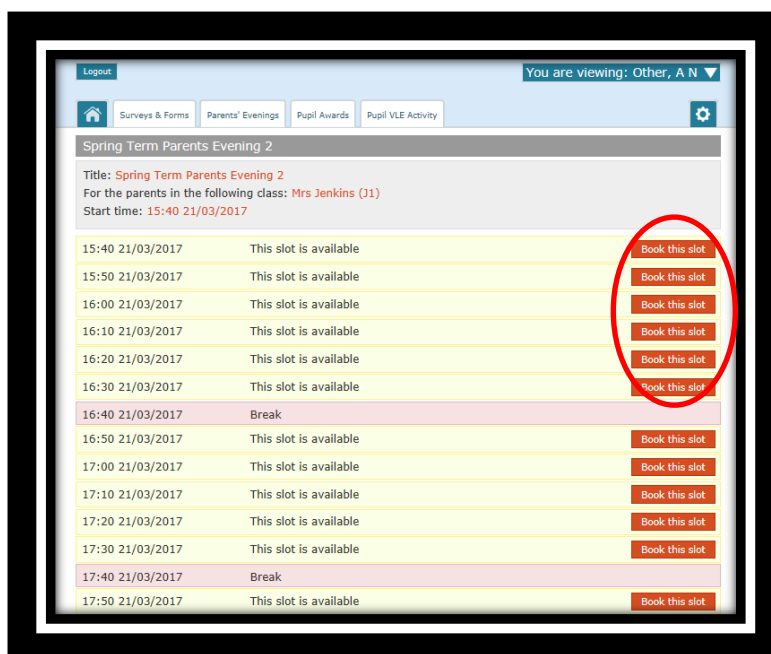 Logout You are viewing: Other, A N
Surveys & Forms Parents' Evenings Pupil Awards Pupil VLE Activity
Spring Term Parents Evening 2
Title: Spring Term Parents Evening 2
For the parents in the following class: Mrs Jenkins (J1)
Start time: 15:40 21/03/2017
15:40 21/03/2017 This slot is available Book this slot
15:50 21/03/2017 This slot is available Book this slot
16:00 21/03/2017 This slot is available Book this slot
16:10 21/03/2017 This slot is available Book this slot
16:20 21/03/2017 This slot is available Book this slot
16:30 21/03/2017 This slot is available Book this slot
16:40 21/03/2017 Break
16:50 21/03/2017 This slot is available Book this slot
17:00 21/03/2017 This slot is available Book this slot
17:10 21/03/2017 This slot is available Book this slot
17:20 21/03/2017 This slot is available Book this slot
17:30 21/03/2017 This slot is available Book this slot
17:40 21/03/2017 Break
17:50 21/03/2017 This slot is available Book this slot